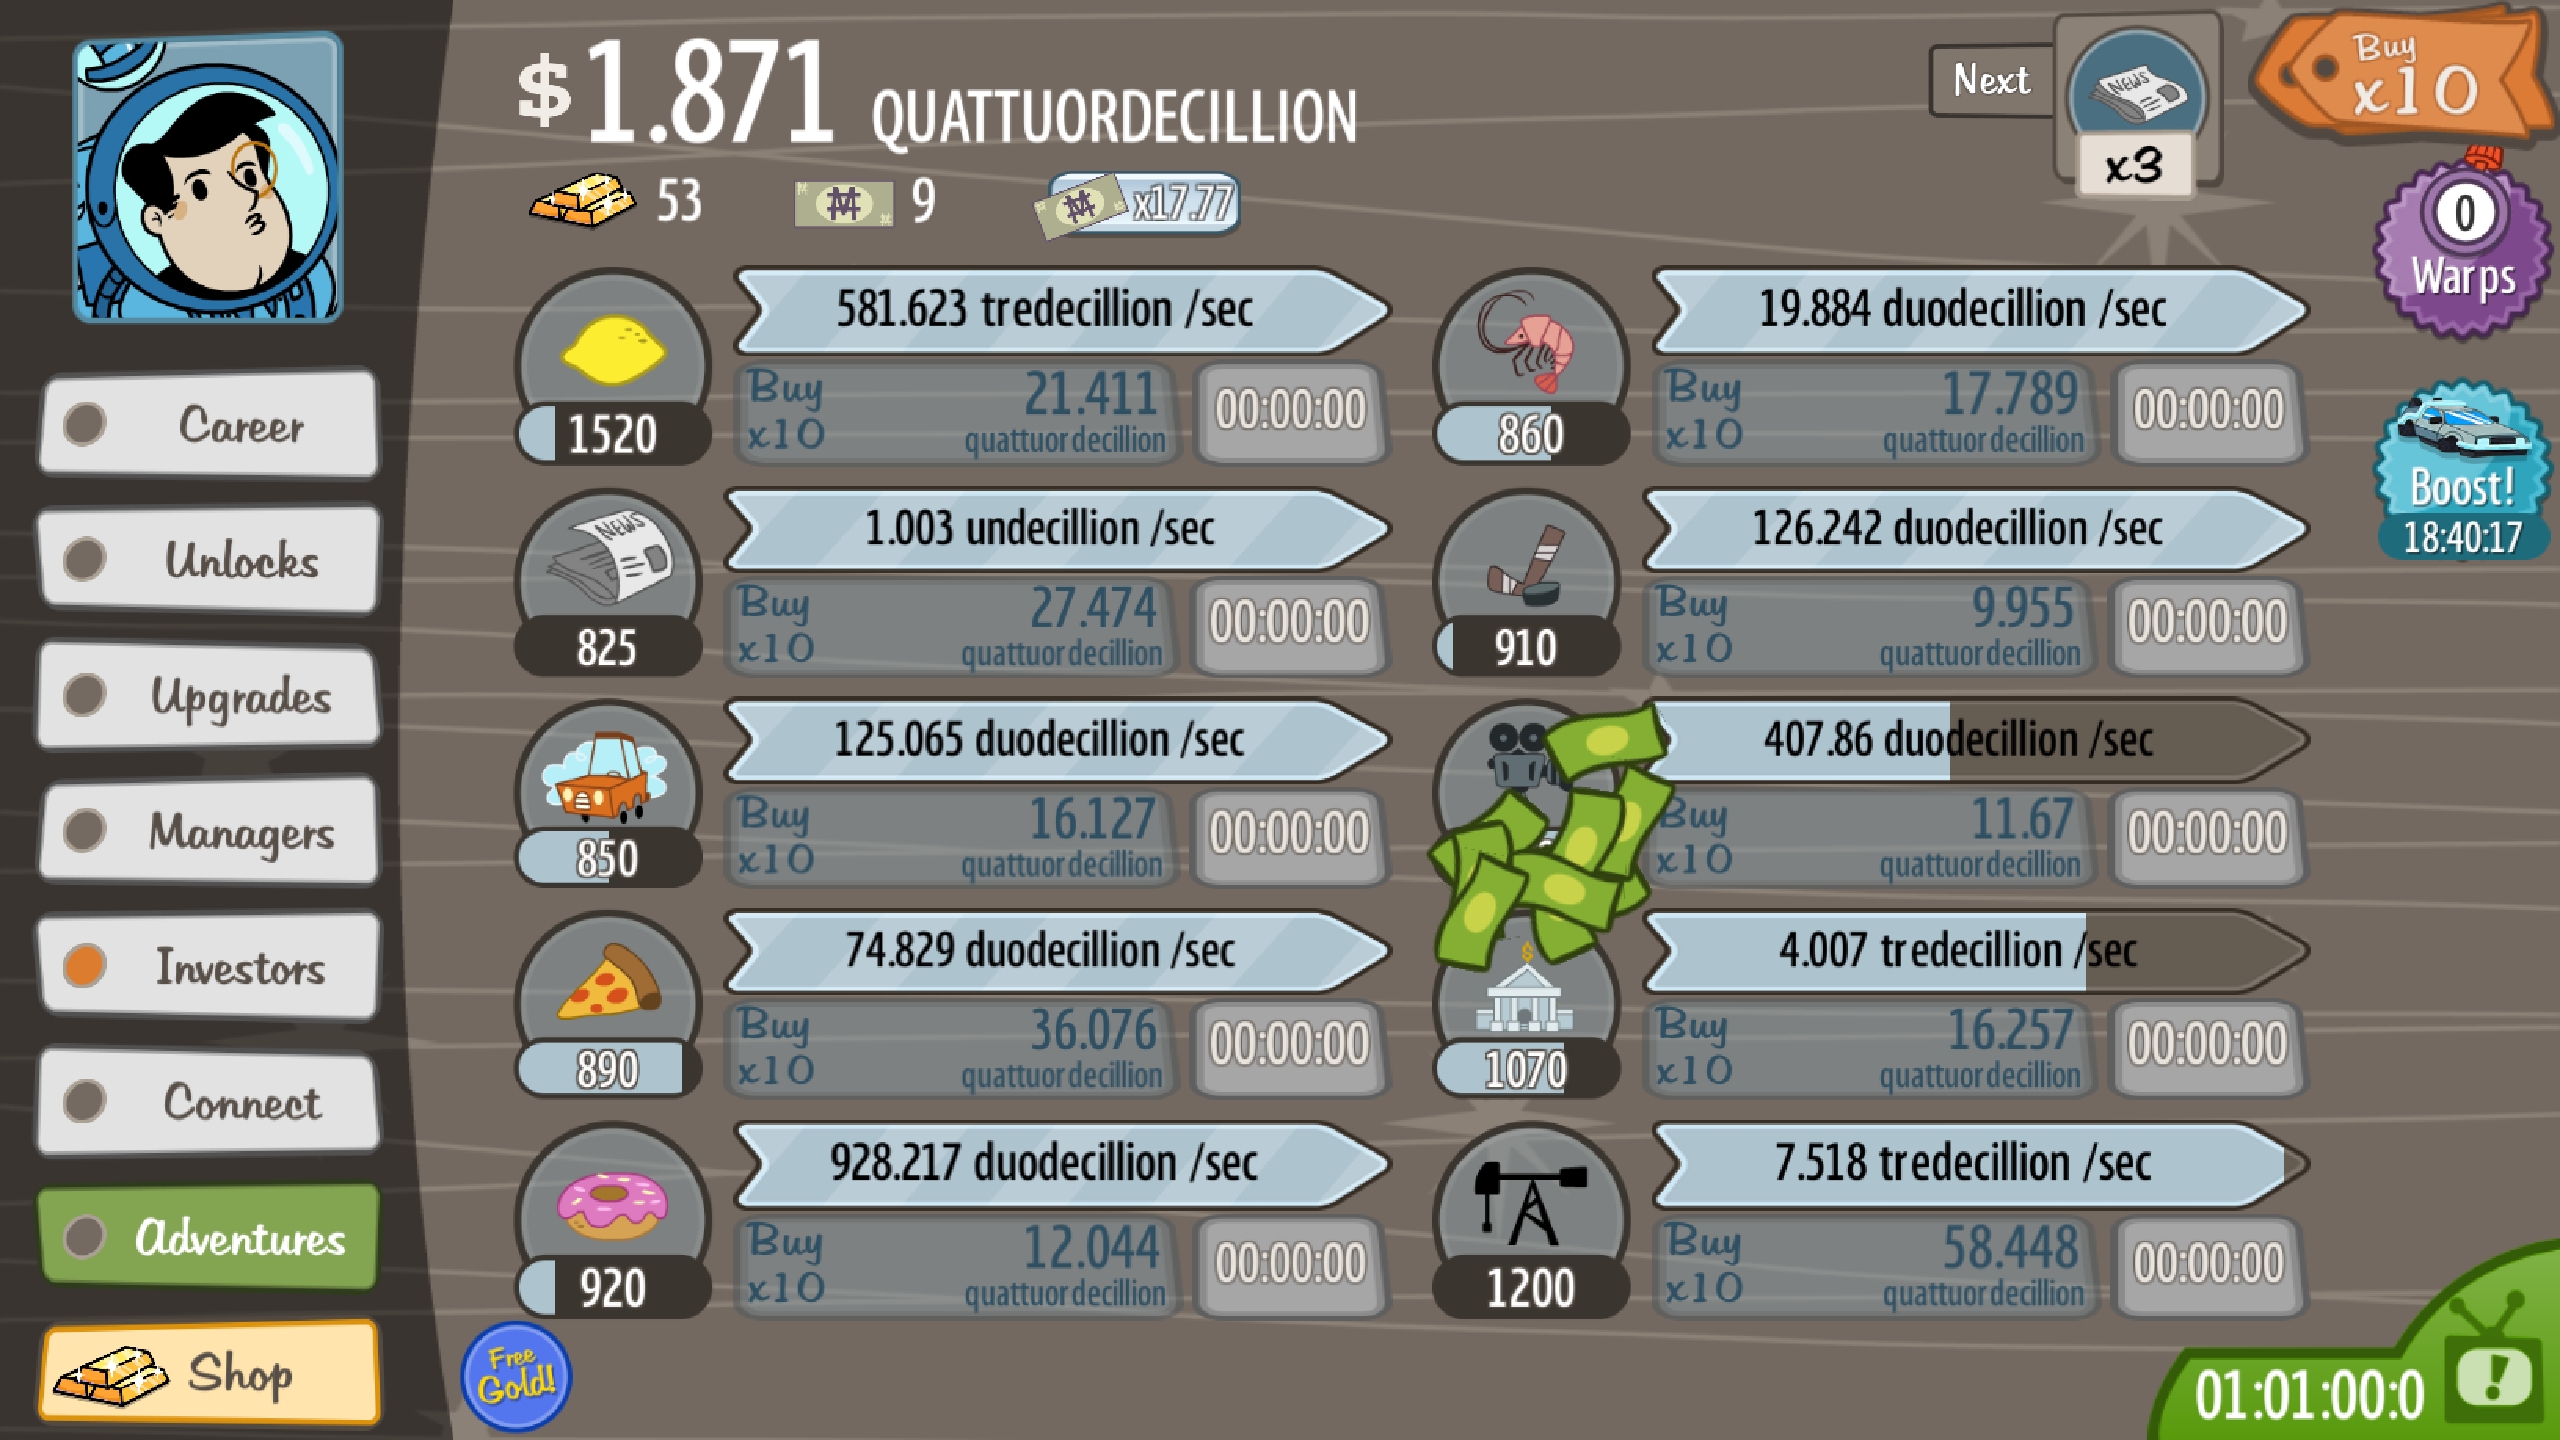 $1.871 QUATTUORDECILLION
53
9
x17.77
Next
NEWS
x3
Buy
x10
0
Warps
Boost!
18:40:17
Career
Unlocks
Upgrades
Managers
Investors
Connect
Adventures
Shop
581.623 tredecillion /sec
1520
Buy x10
21.411
quattuordecillion
00:00:00
NEWS
1.003 undecillion /sec
825
Buy x10
27.474
quattuordecillion
00:00:00
125.065 duodecillion /sec
850
Buy x10
16.127
quattuordecillion
00:00:00
74.829 duodecillion /sec
890
Buy x10
36.076
quattuordecillion
00:00:00
928.217 duodecillion /sec
920
Buy x10
12.044
quattuordecillion
00:00:00
19.884 duodecillion /sec
860
Buy x10
17.789
quattuordecillion
00:00:00
126.242 duodecillion /sec
910
Buy x10
9.955
quattuordecillion
00:00:00
407.86 duodecillion /sec
Buy x10
11.67
quattuordecillion
00:00:00
4.007 tredecillion /sec
1070
Buy x10
16.257
quattuordecillion
00:00:00
7.518 tredecillion /sec
1200
Buy x10
58.448
quattuordecillion
00:00:00
Free
Gold!
01:01:00:0
!